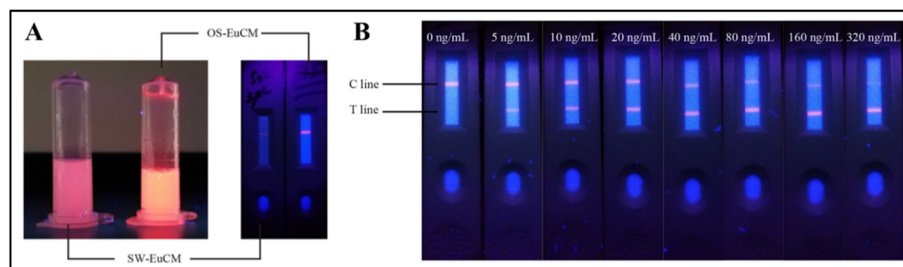 A
OS-EuCM
SW-EuCM
B
0 ng/mL
5 ng/mL
10 ng/mL
20 ng/mL
40 ng/mL
80 ng/mL
160 ng/mL
320 ng/mL
C line
T line